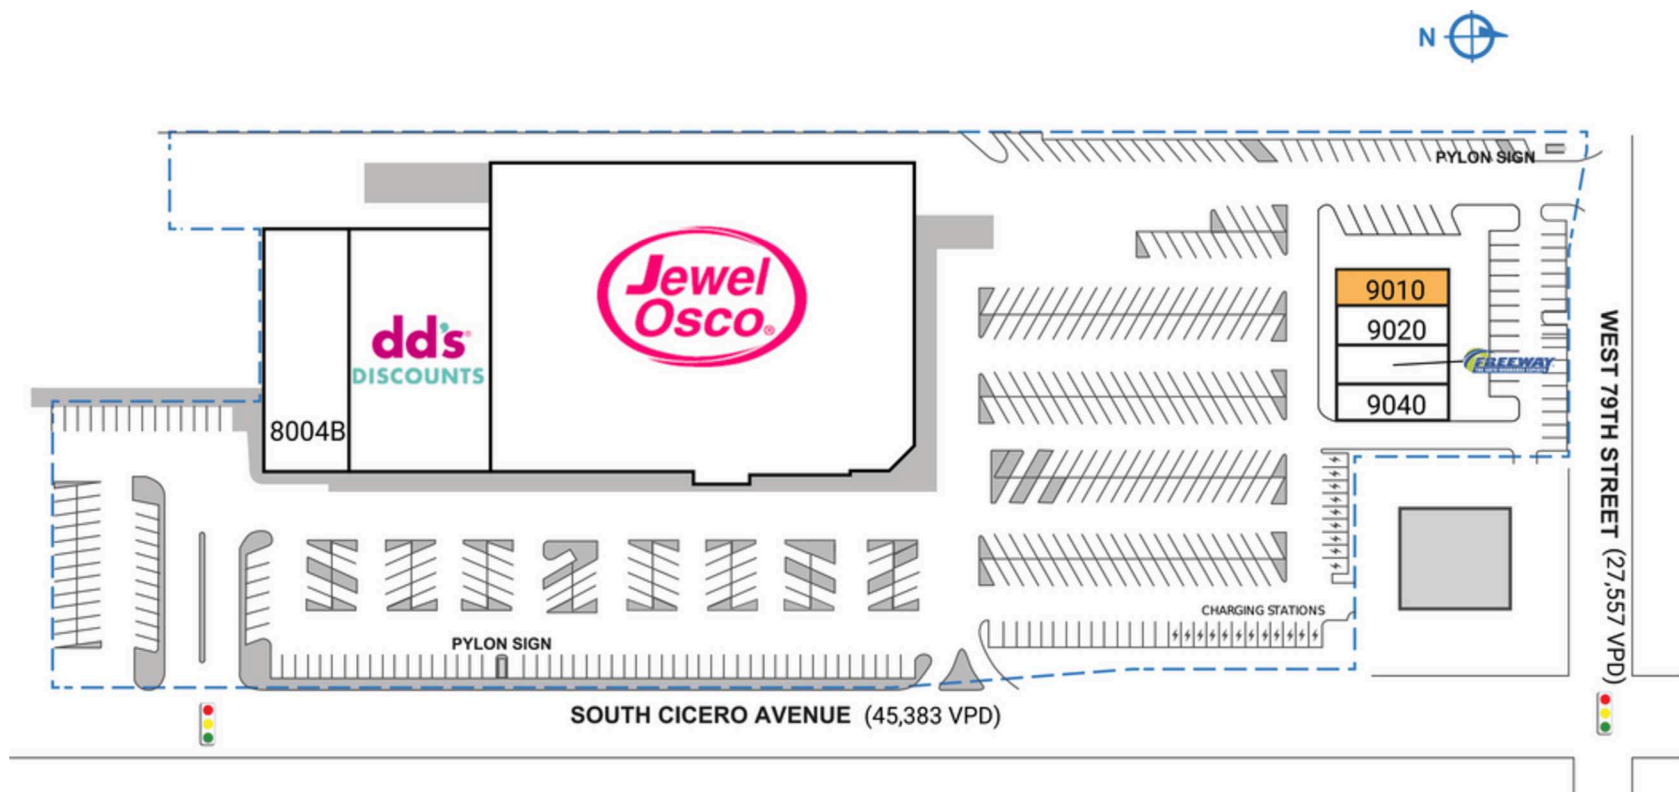 N
PYLON SIGN
Jewel
Osco®
dd's
DISCOUNTS
8004B
9010
9020
FREEWAY
9040
WEST 79TH STREET (27,557 VPD)
CHARGING STATIONS
PYLON SIGN
SOUTH CICERO AVENUE (45,383 VPD)